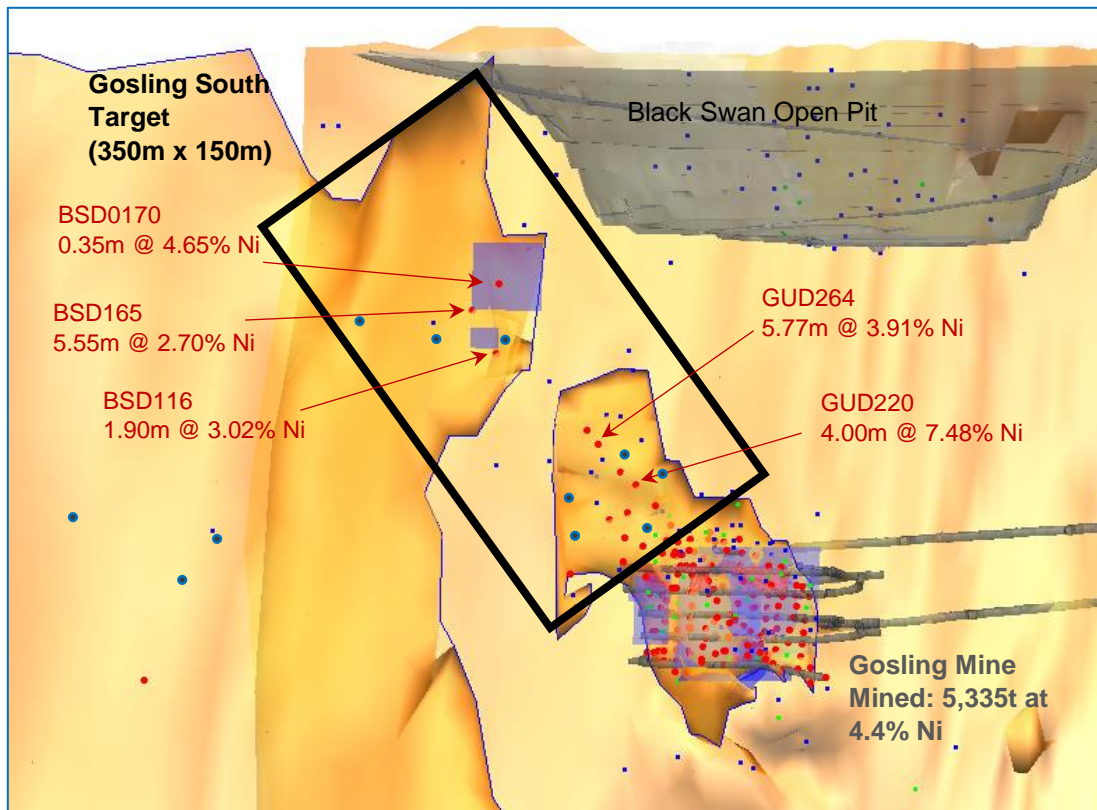 Gosling South
Target
(350m x 150m)
Black Swan Open Pit
BSD0170
0.35m @ 4.65% Ni
BSD165
5.55m @ 2.70% Ni
BSD116
1.90m @ 3.02% Ni
GUD264
5.77m @ 3.91% Ni
GUD220
4.00m @ 7.48% Ni
Gosling Mine
Mined: 5,335t at
4.4% Ni